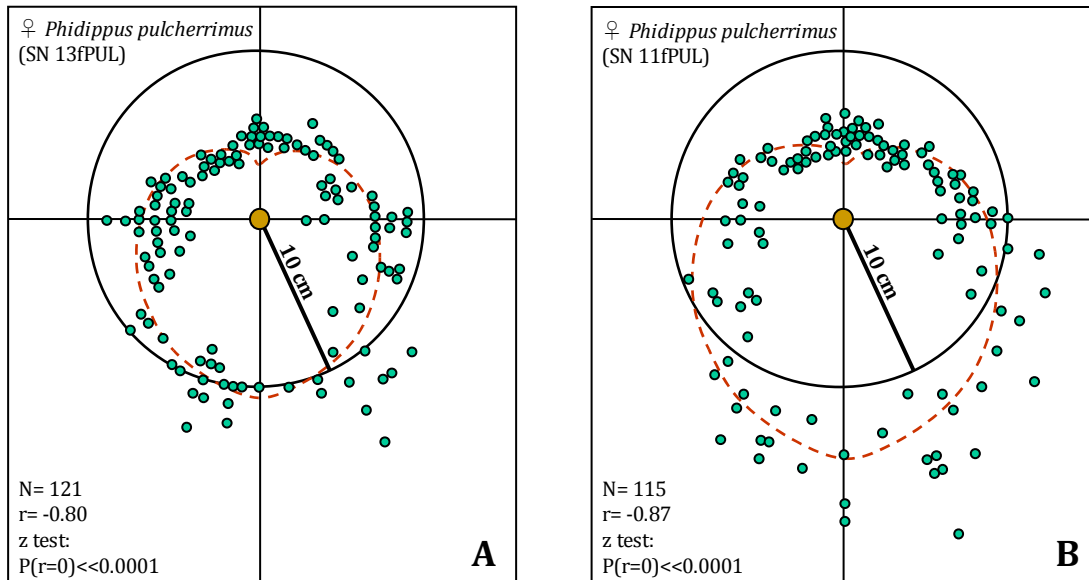 ♀ Phidippus pulcherrimus
(SN 13fPUL)
10 cm
N= 121
r= -0.80
z test:
P(r=0)<<0.0001
A
♀ Phidippus pulcherrimus
(SN 11fPUL)
10 cm
N= 115
r= -0.87
z test:
P(r=0)<<0.0001
B